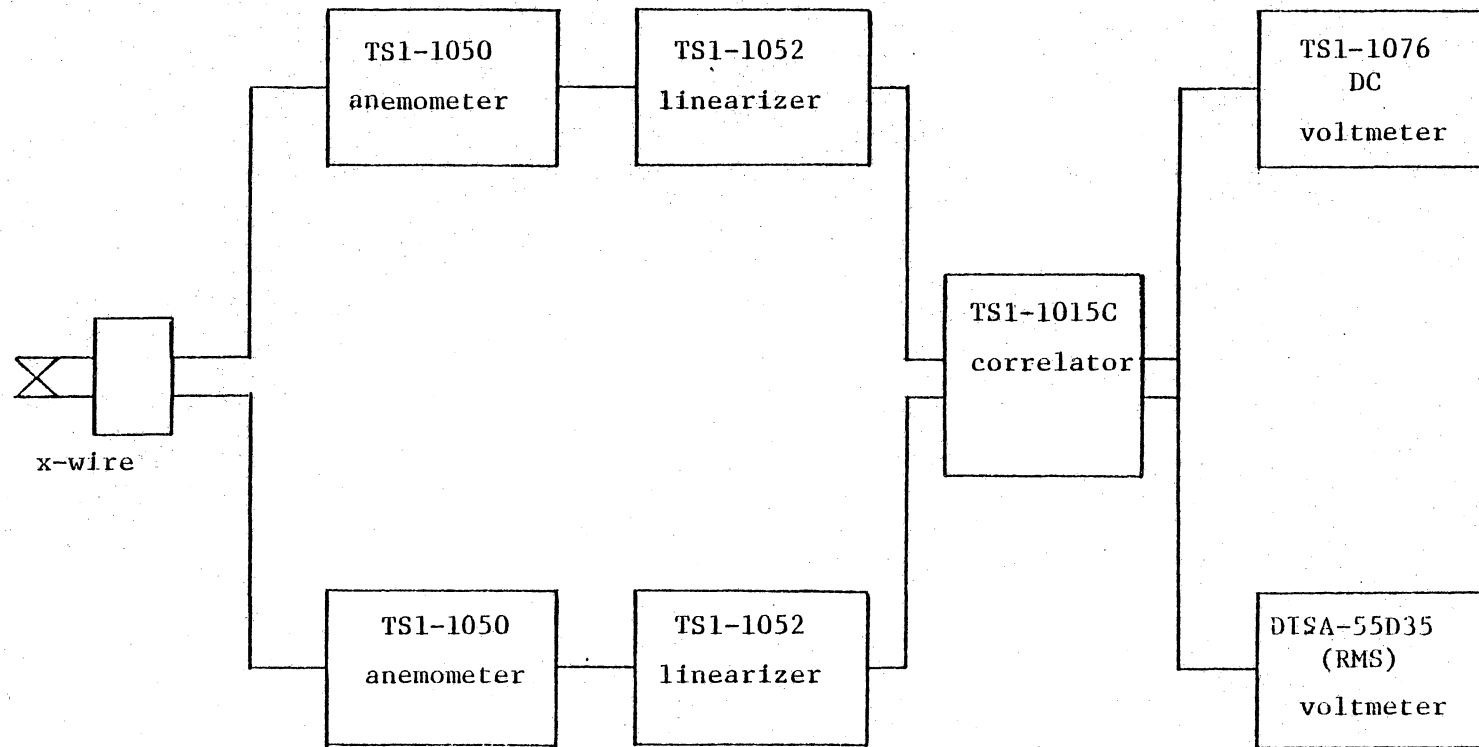 TS1-1050
anemometer
TS1-1052
linearizer
TS1-1076
DC
voltmeter
TS1-1015C
correlator
x-wire
TS1-1050
anemometer
TS1-1052
linearizer
DISA-55D35
(RMS)
voltmeter